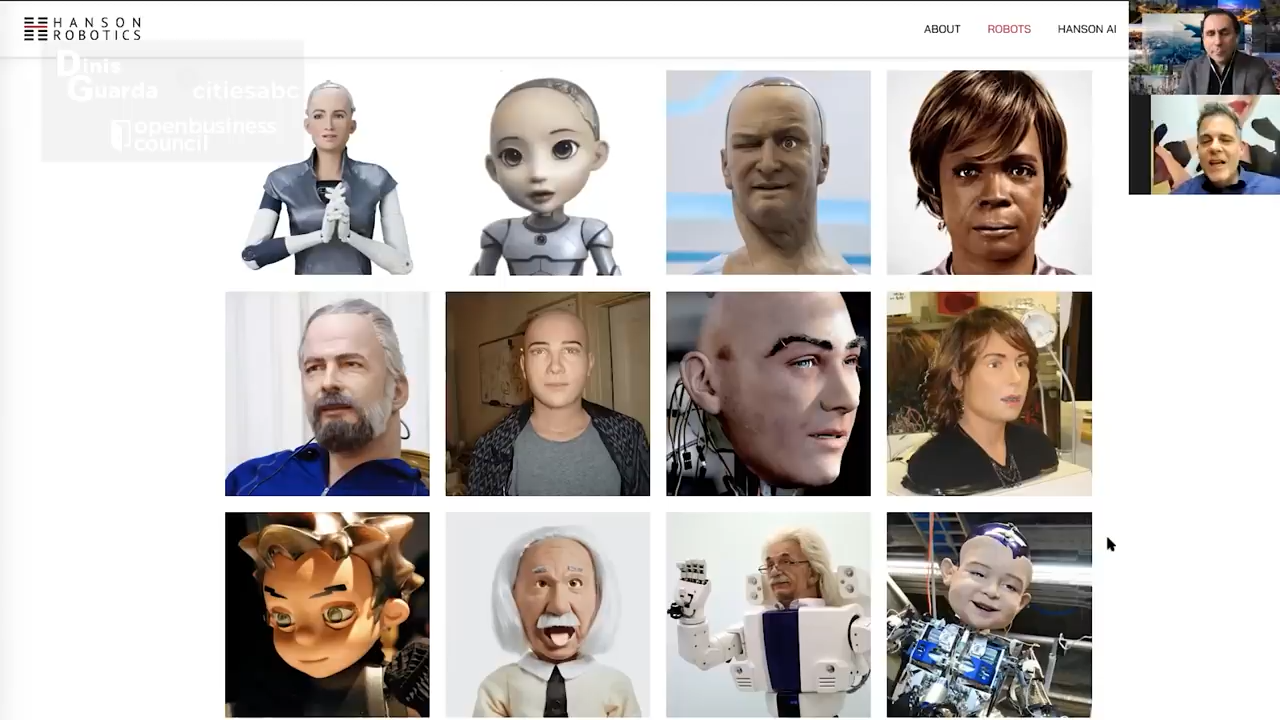 HANSON
ROBOTICS
ABOUT
ROBOTS
HANSON AI
Dinis
Guarda
citiesabc
openbusiness
council